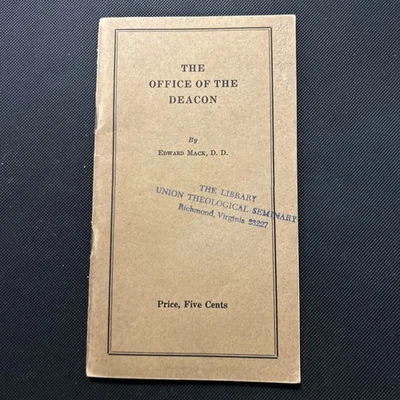 THE
OFFICE OF THE
DEACON
By
EDWARD MACK, D. D.
THE LIBRARY
UNION THEOLOGICAL SEMINARY
Richmond, Virginia 23227
Price, Five Cents